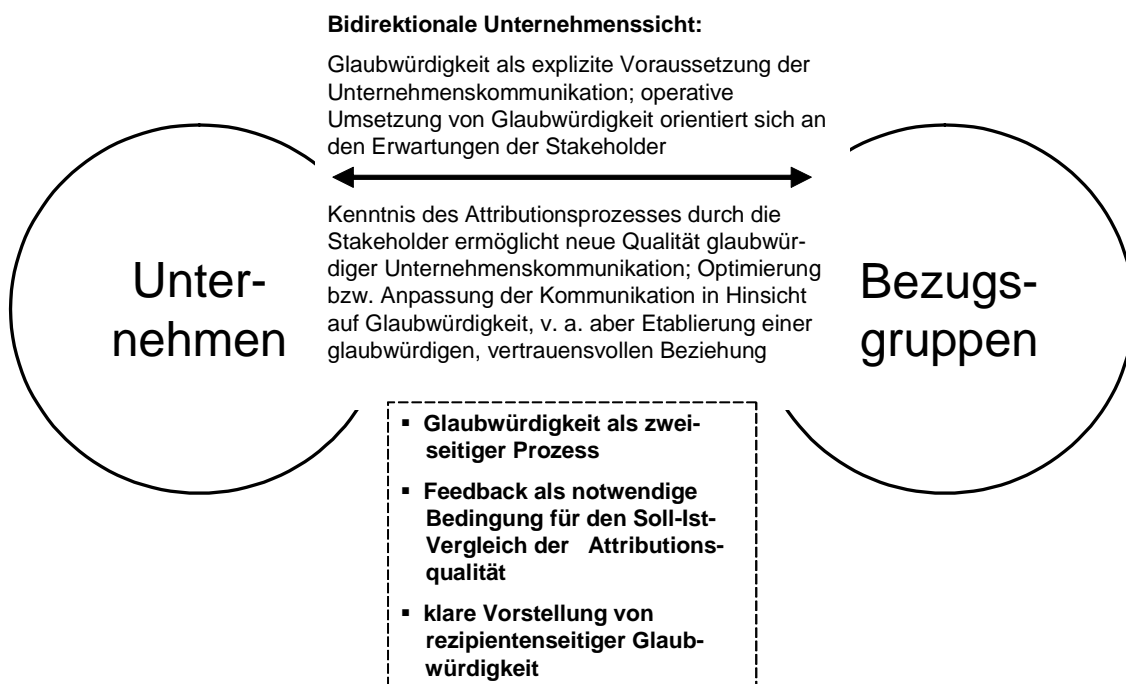 Bidirektionale Unternehmenssicht:
Glaubwürdigkeit als explizite Voraussetzung der
Unternehmenskommunikation; operative
Umsetzung von Glaubwürdigkeit orientiert sich an
den Erwartungen der Stakeholder
Unter-
nehmen
Kenntnis des Attributionsprozesses durch die
Stakeholder ermöglicht neue Qualität glaubwür-
diger Unternehmenskommunikation; Optimierung
bzw. Anpassung der Kommunikation in Hinsicht
auf Glaubwürdigkeit, v. a. aber Etablierung einer
glaubwürdigen, vertrauensvollen Beziehung
Bezugs-
gruppen
▪ Glaubwürdigkeit als zwei-
seitiger Prozess
▪ Feedback als notwendige
Bedingung für den Soll-Ist-
Vergleich der Attributions-
qualität
▪ klare Vorstellung von
rezipientenseitiger Glaub-
würdigkeit